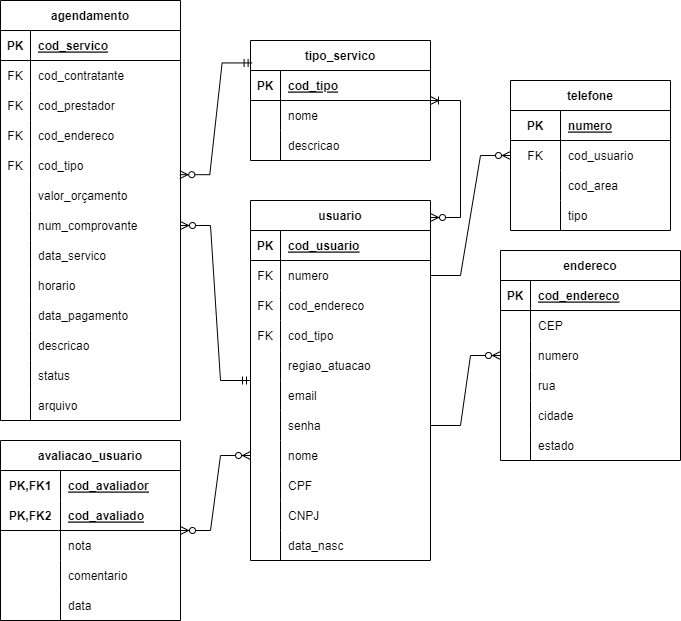 agendamento
PK cod_servico
FK cod_contratante
FK cod_prestador
FK cod_endereco
FK cod_tipo
valor_orçamento
num_comprovante
data_servico
horario
data_pagamento
descricao
status
arquivo
avaliacao_usuario
PK,FK1 cod_avaliador
PK,FK2 cod_avaliado
nota
comentario
data
tipo_servico
PK cod_tipo
nome
descricao
usuario
PK cod_usuario
FK numero
FK cod_endereco
FK cod_tipo
regiao_atuacao
email
senha
nome
CPF
CNPJ
data_nasc
telefone
PK numero
FK cod_usuario
cod_area
tipo
endereco
PK cod_endereco
CEP
numero
rua
cidade
estado